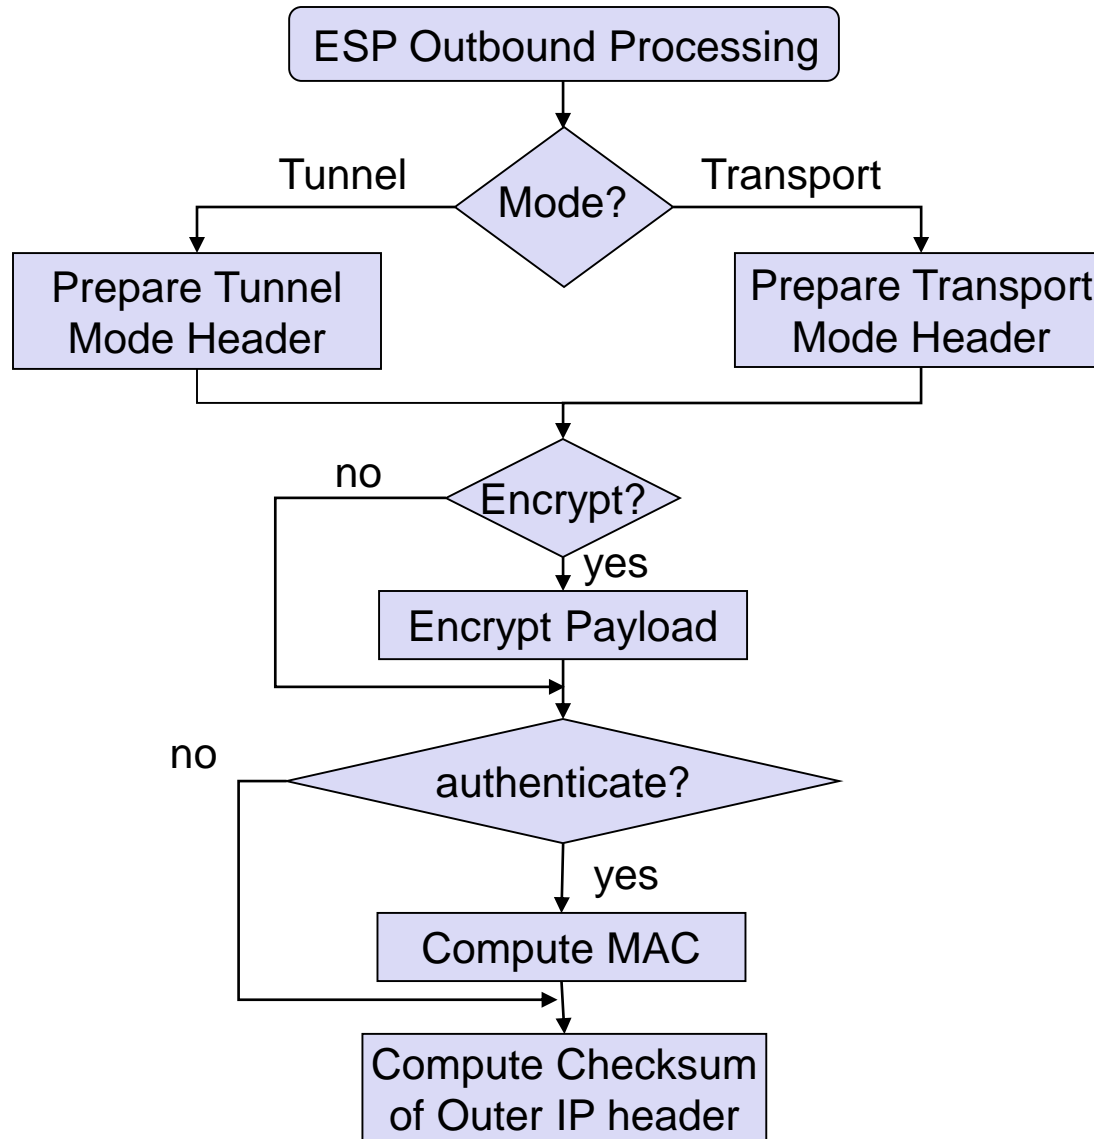 ESP Outbound Processing
Tunnel
Transport
Mode?
Prepare Tunnel
Mode Header
Prepare Transport
Mode Header
no
Encrypt?
yes
Encrypt Payload
no
authenticate?
yes
Compute MAC
Compute Checksum
of Outer IP header